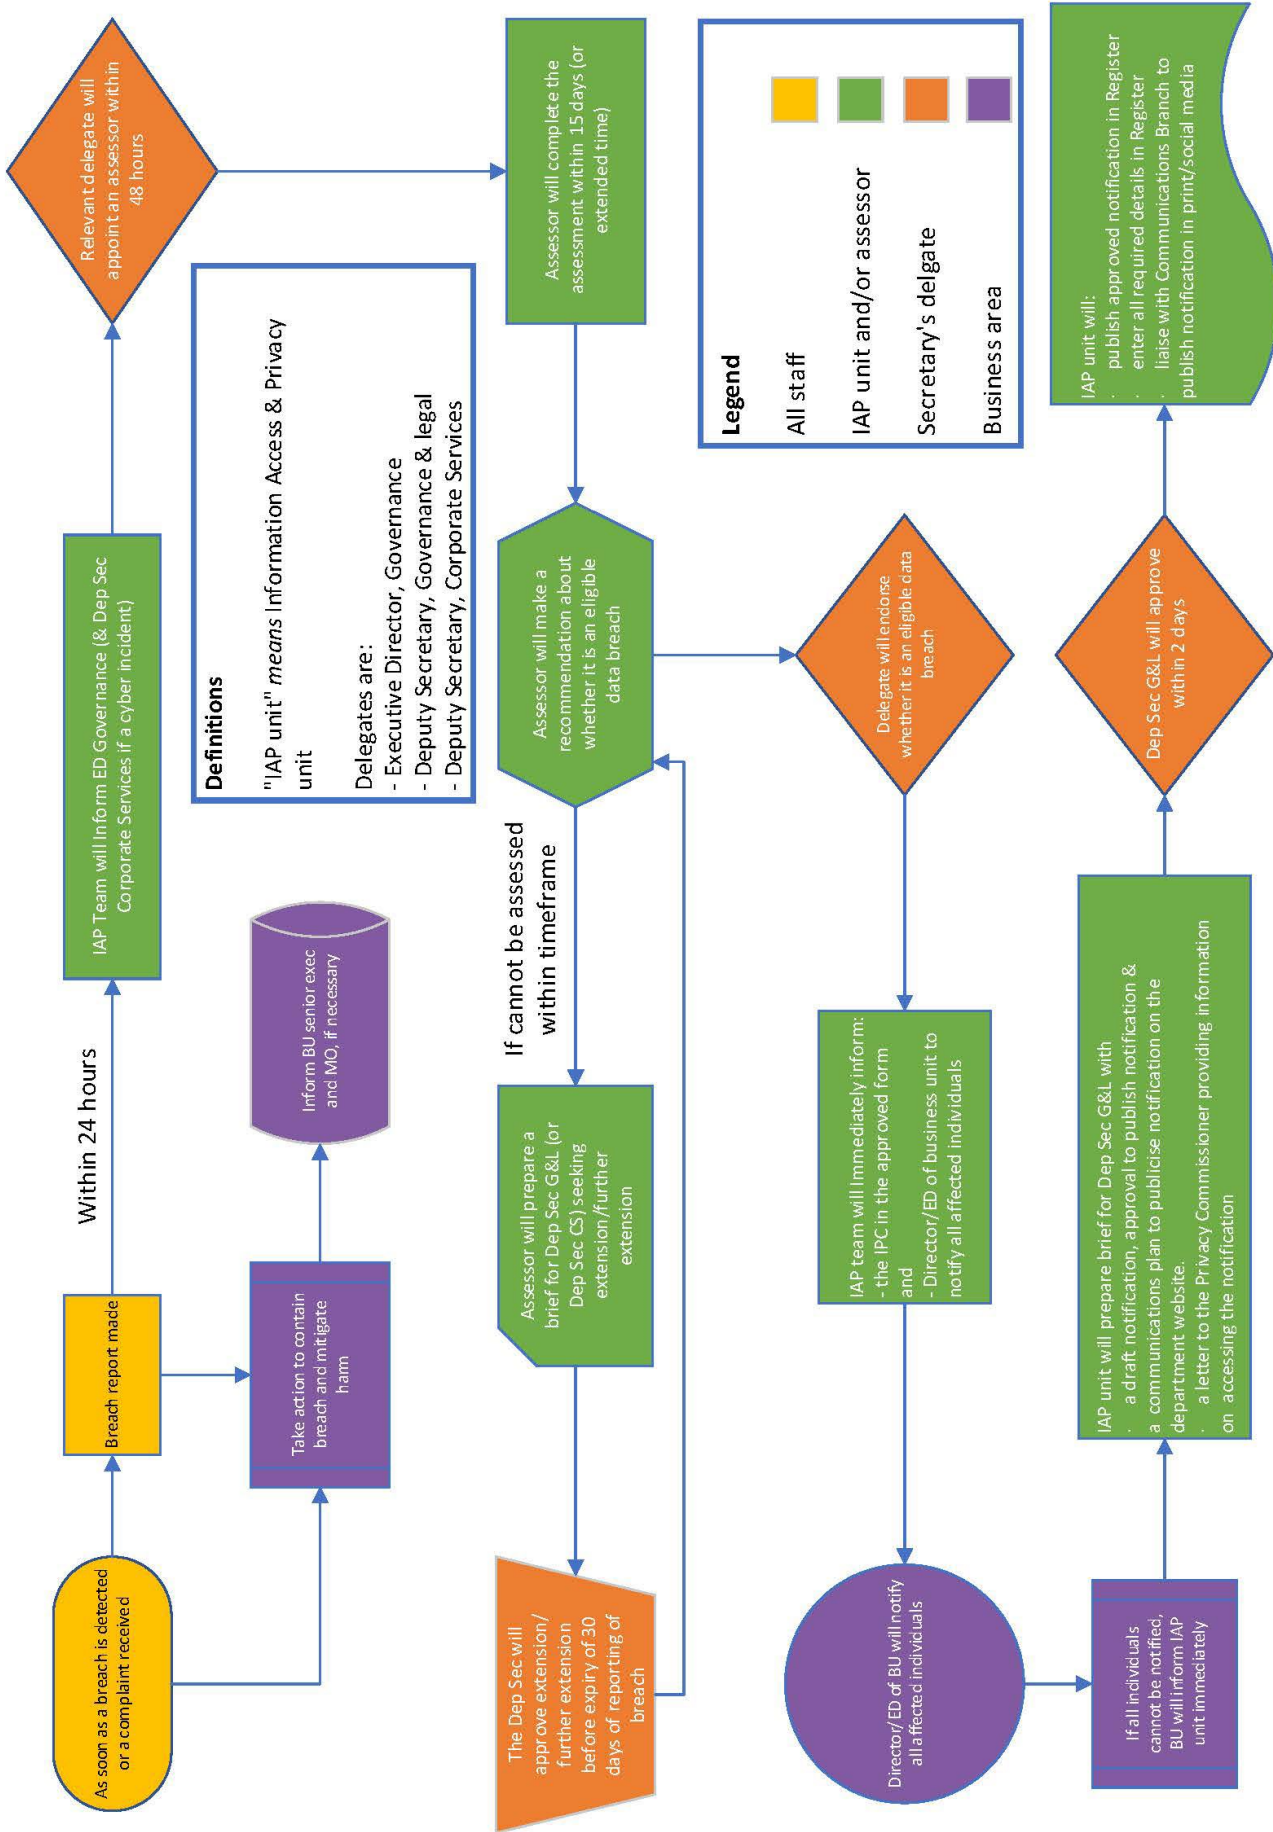 As soon as a breach is detected
or a complaint received
Breach report made
Within 24 hours
IAP Team will Inform ED Governance (& Dep Sec
Corporate Services if a cyber incident)
Relevant delegate will
appoint an assessor within
48 hours
Take action to contain
breach and mitigate
harm
Inform BU senior exec
and MO, if necessary
Definitions
"IAP unit" means Information Access & Privacy
unit
Delegates are:
- Executive Director, Governance
- Deputy Secretary, Governance & legal
- Deputy Secretary, Corporate Services
Assessor will complete the
assessment within 15 days (or
extended time)
Assessor will make a
recommendation about
whether it is an eligible
data breach
If cannot be assessed
within timeframe
Assessor will prepare a
brief for Dep Sec G&L (or
Dep Sec CS) seeking
extension/further
extension
The Dep Sec will
approve extension/
further extension
before expiry of 30
days of reporting of
breach
Legend
All staff
IAP unit and/or assessor
Secretary's delgate
Business area
Delegate will endorse
whether it is an eligible data
breach
IAP team will Immediately inform:
- the IPC in the approved form
and
- Director/ED of business unit to
notify all affected individuals
Director/ED of BU will notify
all affected individuals
If all individuals
cannot be notified,
BU will inform IAP
unit immediately
IAP unit will prepare brief for Dep Sec G&L with
· a draft notification, approval to publish notification &
a communications plan to publicise notification on the
department website.
· a letter to the Privacy Commissioner providing information
on accessing the notification
Dep Sec G&L will approve
within 2 days
IAP unit will:
· publish approved notification in Register
· enter all required details in Register
· liaise with Communications Branch to
publish notification in print/social media